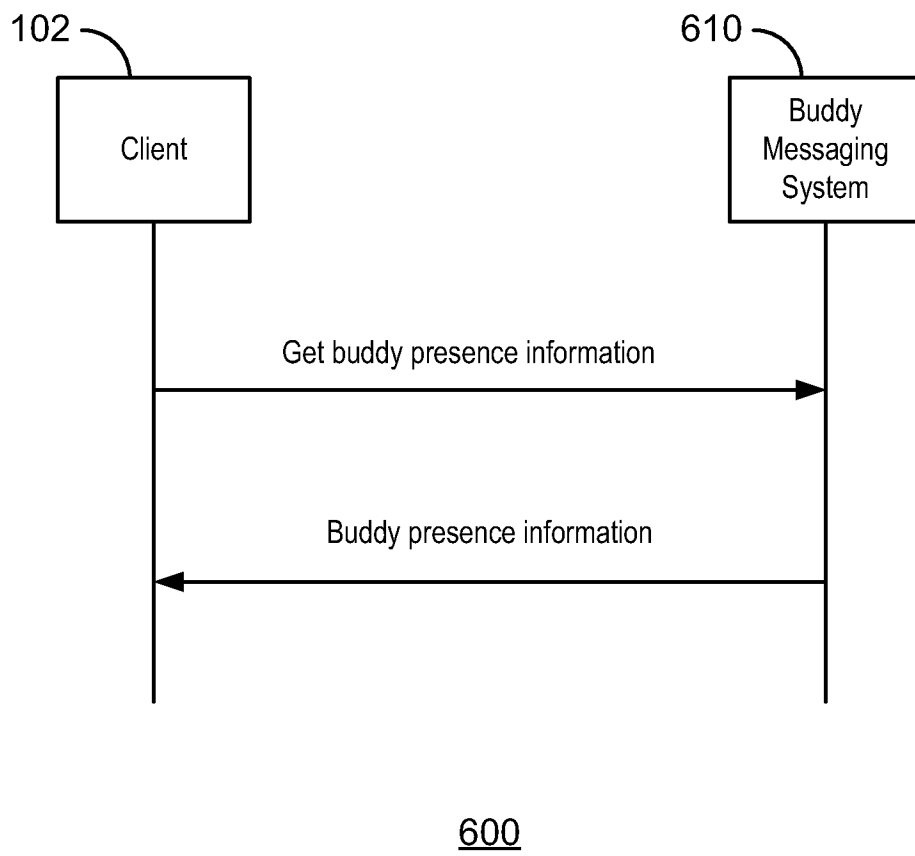 102
610
Client
Buddy
Messaging
System
Get buddy presence information
Buddy presence information
600